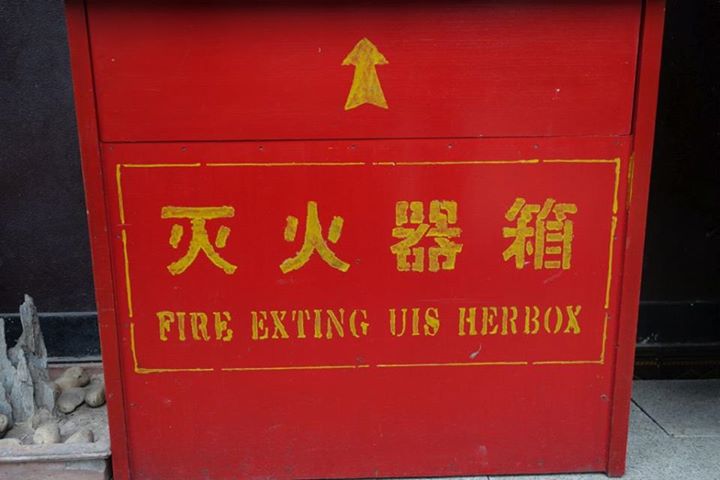 灭火器箱
FIRE EXTING UIS HERBOX